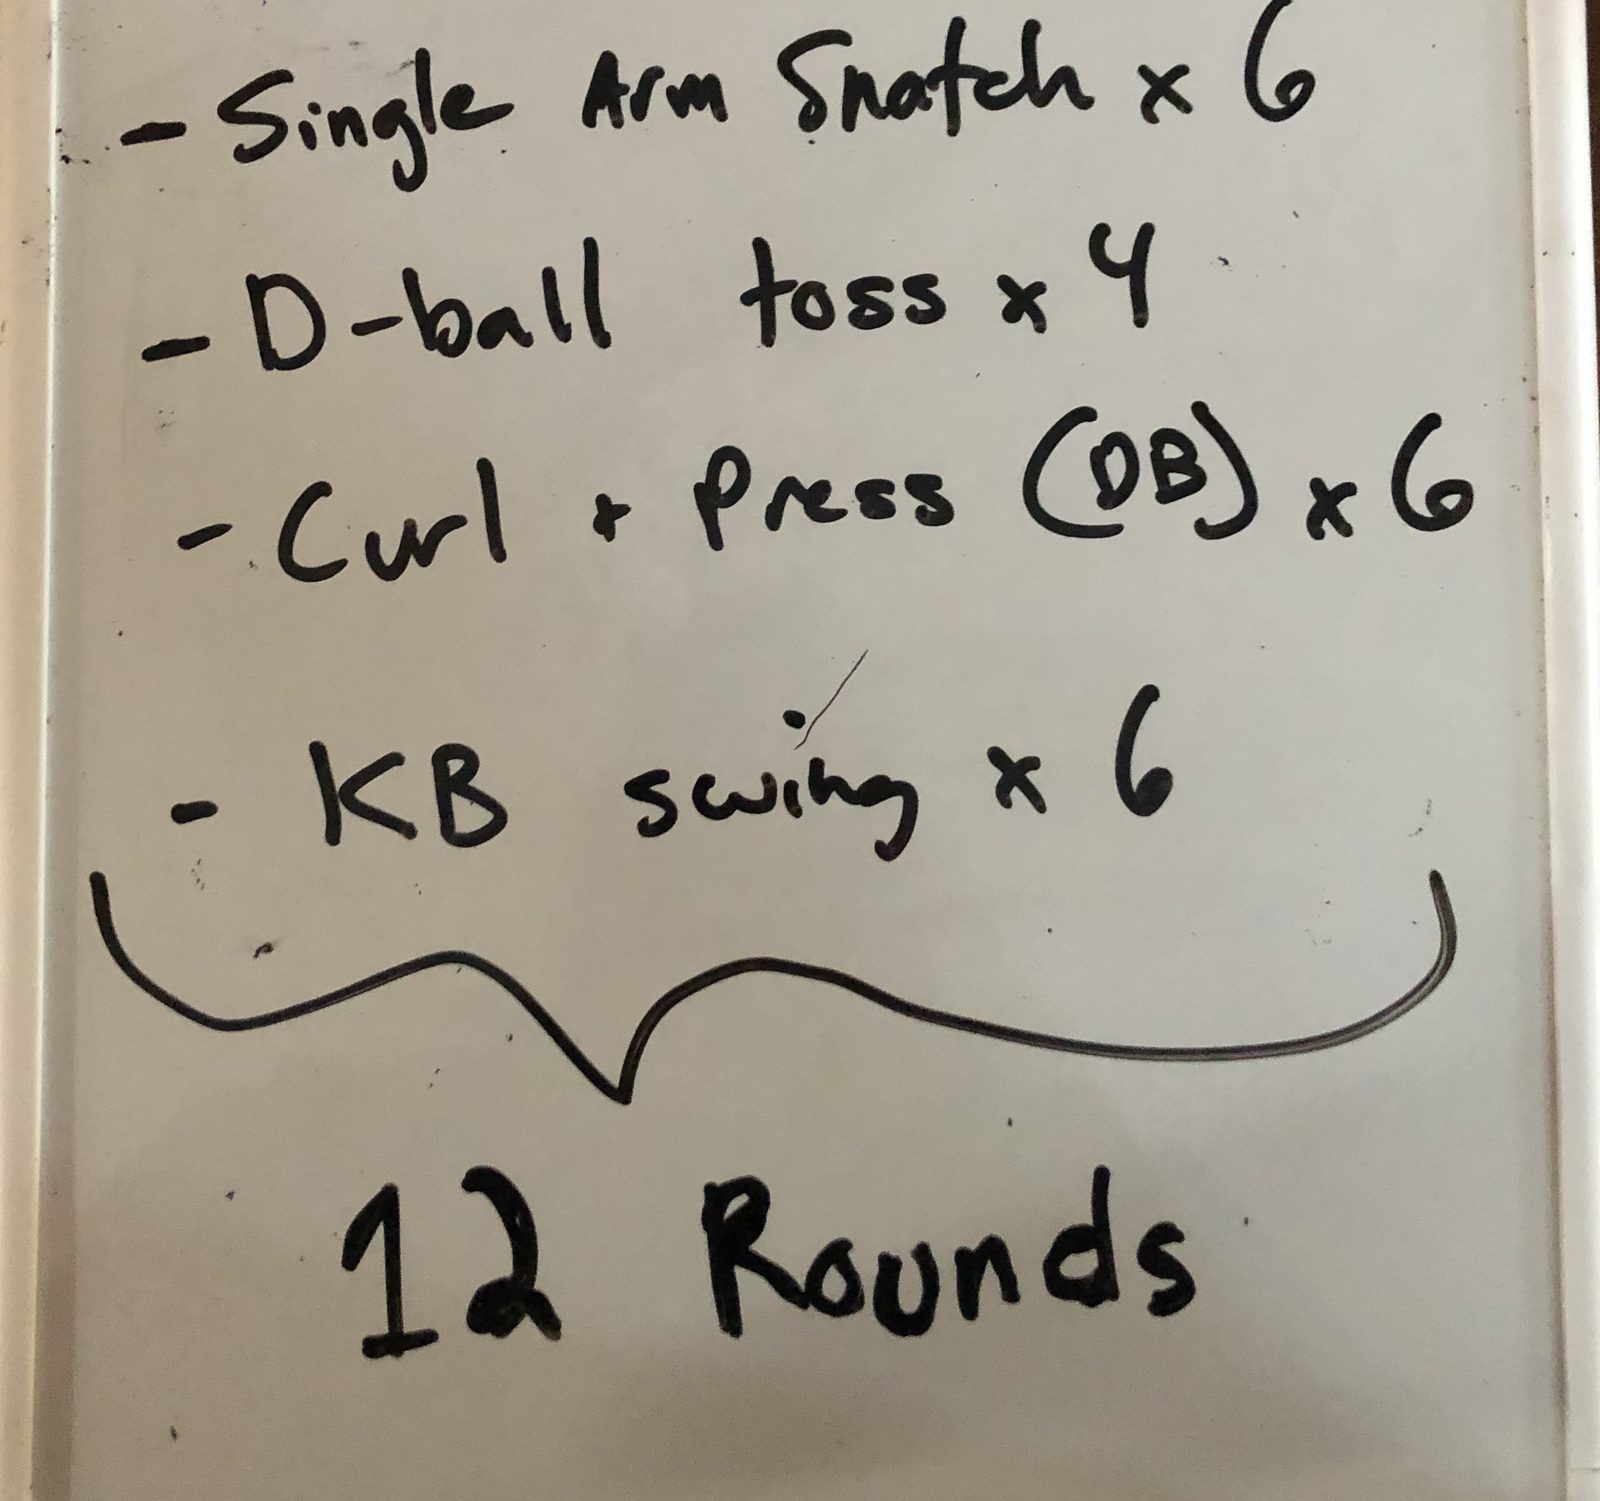 - Single Arm Snatch x 6
- D-ball toss x 4
- Curl + Press (DB) x 6
- KB swing x 6
12 Rounds